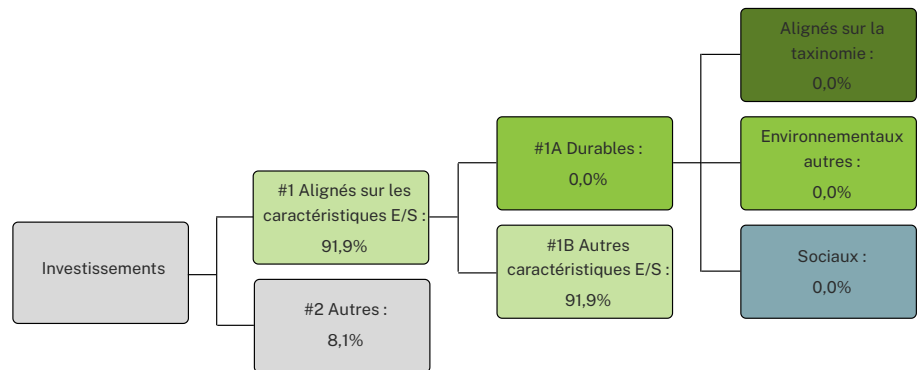 Investissements
#1 Alignés sur les
caractéristiques E/S :
91,9%
#2 Autres :
8,1%
#1A Durables :
0,0%
#1B Autres
caractéristiques E/S :
91,9%
Alignés sur la
taxinomie :
0,0%
Environnementaux
autres :
0,0%
Sociaux :
0,0%